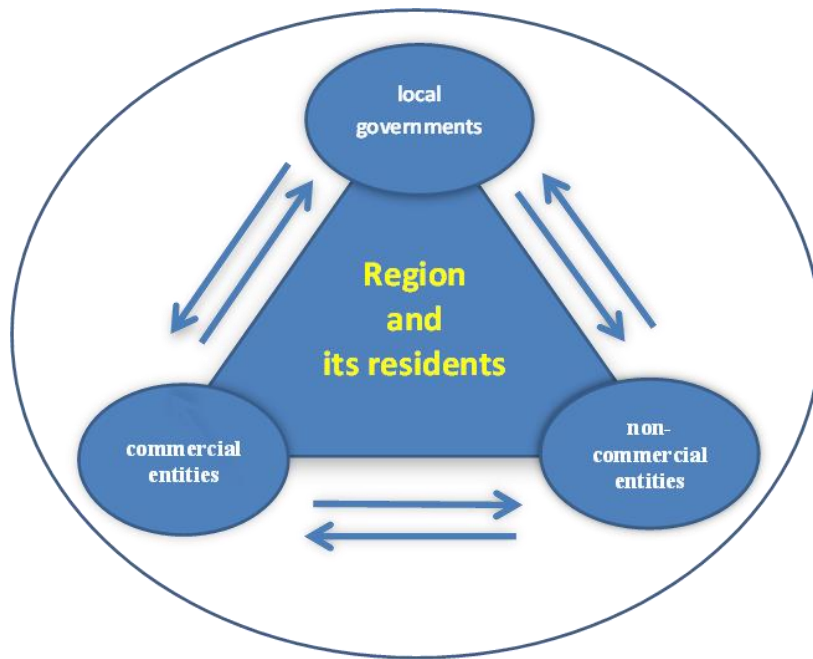 local
governments
Region
and
its residents
commercial
entities
non-
commercial
entities